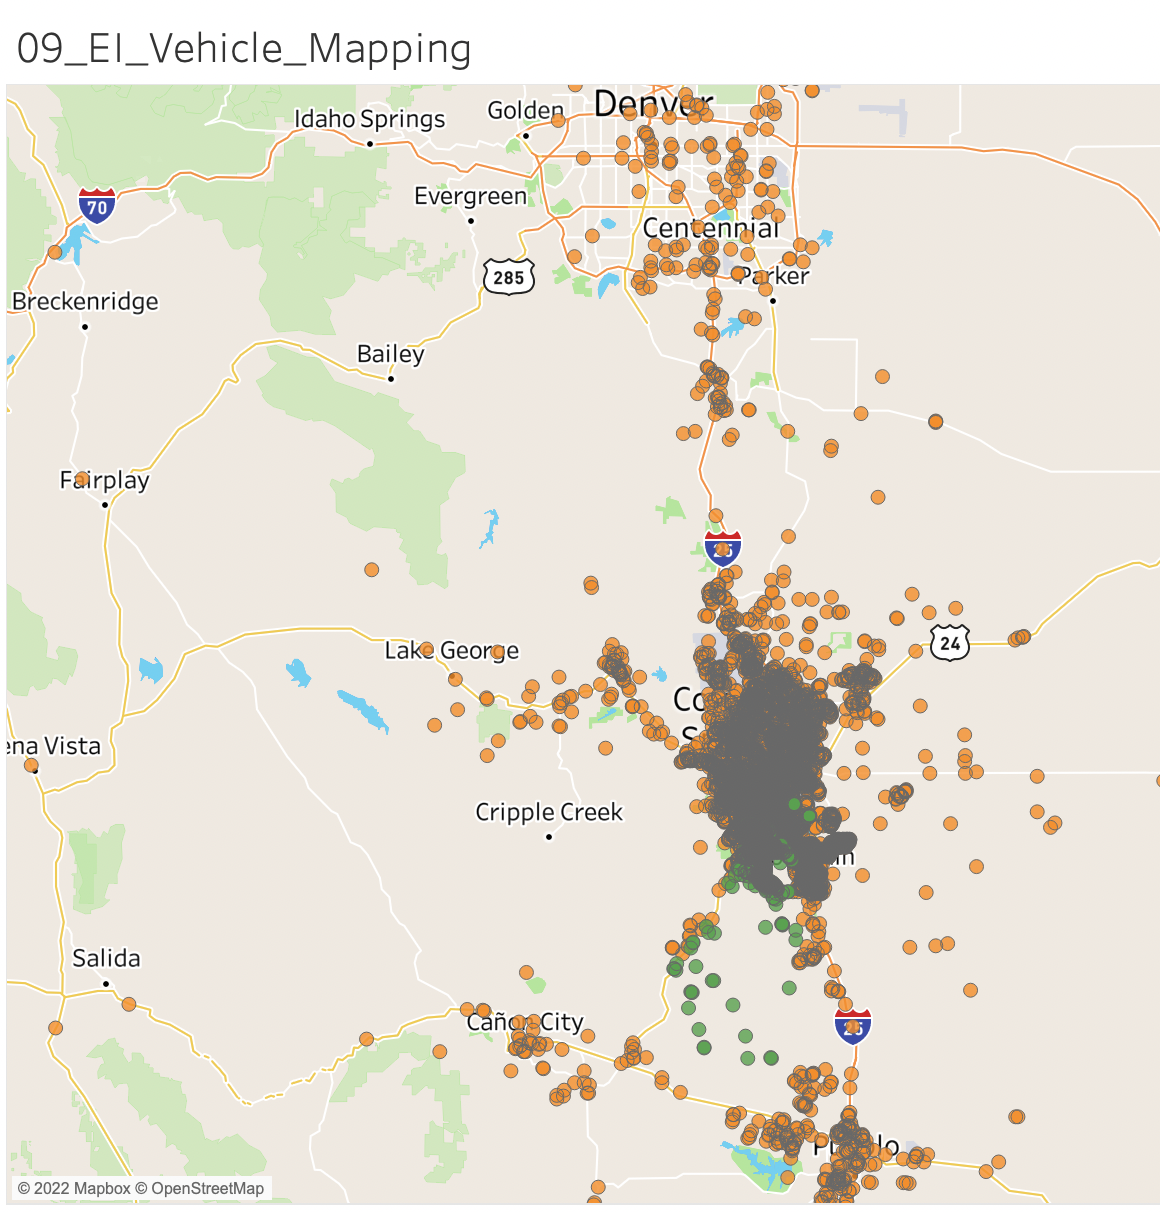 09_EI_Vehicle_Mapping
Denver
Golden
Idaho Springs
Evergreen
70
Centennial
285
Parker
Breckenridge
Bailey
Fairplay
25
24
Lake George
Co
S
ena Vista
Cripple Creek
in
Salida
Cañon City
25
P lo
© 2022 Mapbox © OpenStreetMap